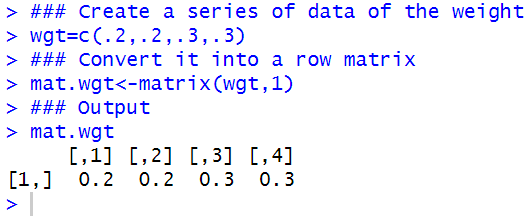 > ### Create a series of data of the weight
> wgt=c(.2,.2,.3,.3)
> ### Convert it into a row matrix
> mat.wgt<-matrix(wgt,1)
> ### Output
> mat.wgt
     [,1] [,2] [,3] [,4]
[1,]  0.2  0.2  0.3  0.3
>